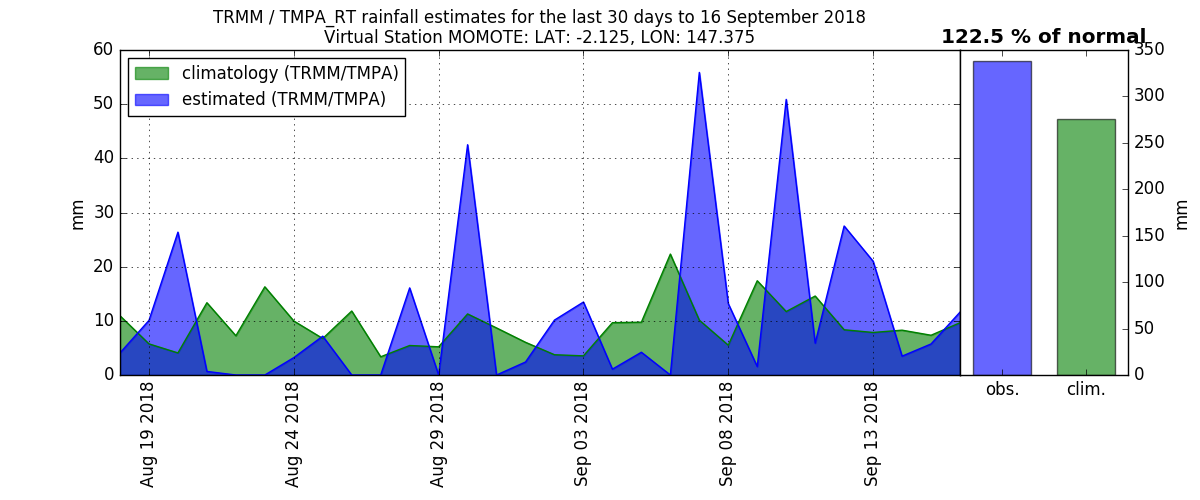 TRMM / TMPA_RT rainfall estimates for the last 30 days to 16 September 2018
Virtual Station MOMOTE: LAT: -2.125, LON: 147.375
122.5 % of normal
climatology (TRMM/TMPA)
estimated (TRMM/TMPA)
60
50
40
30
20
10
0
mm
Aug 19 2018
Aug 24 2018
Aug 29 2018
Sep 03 2018
Sep 08 2018
Sep 13 2018
obs.
clim.
350
300
250
200
150
100
50
0
mm